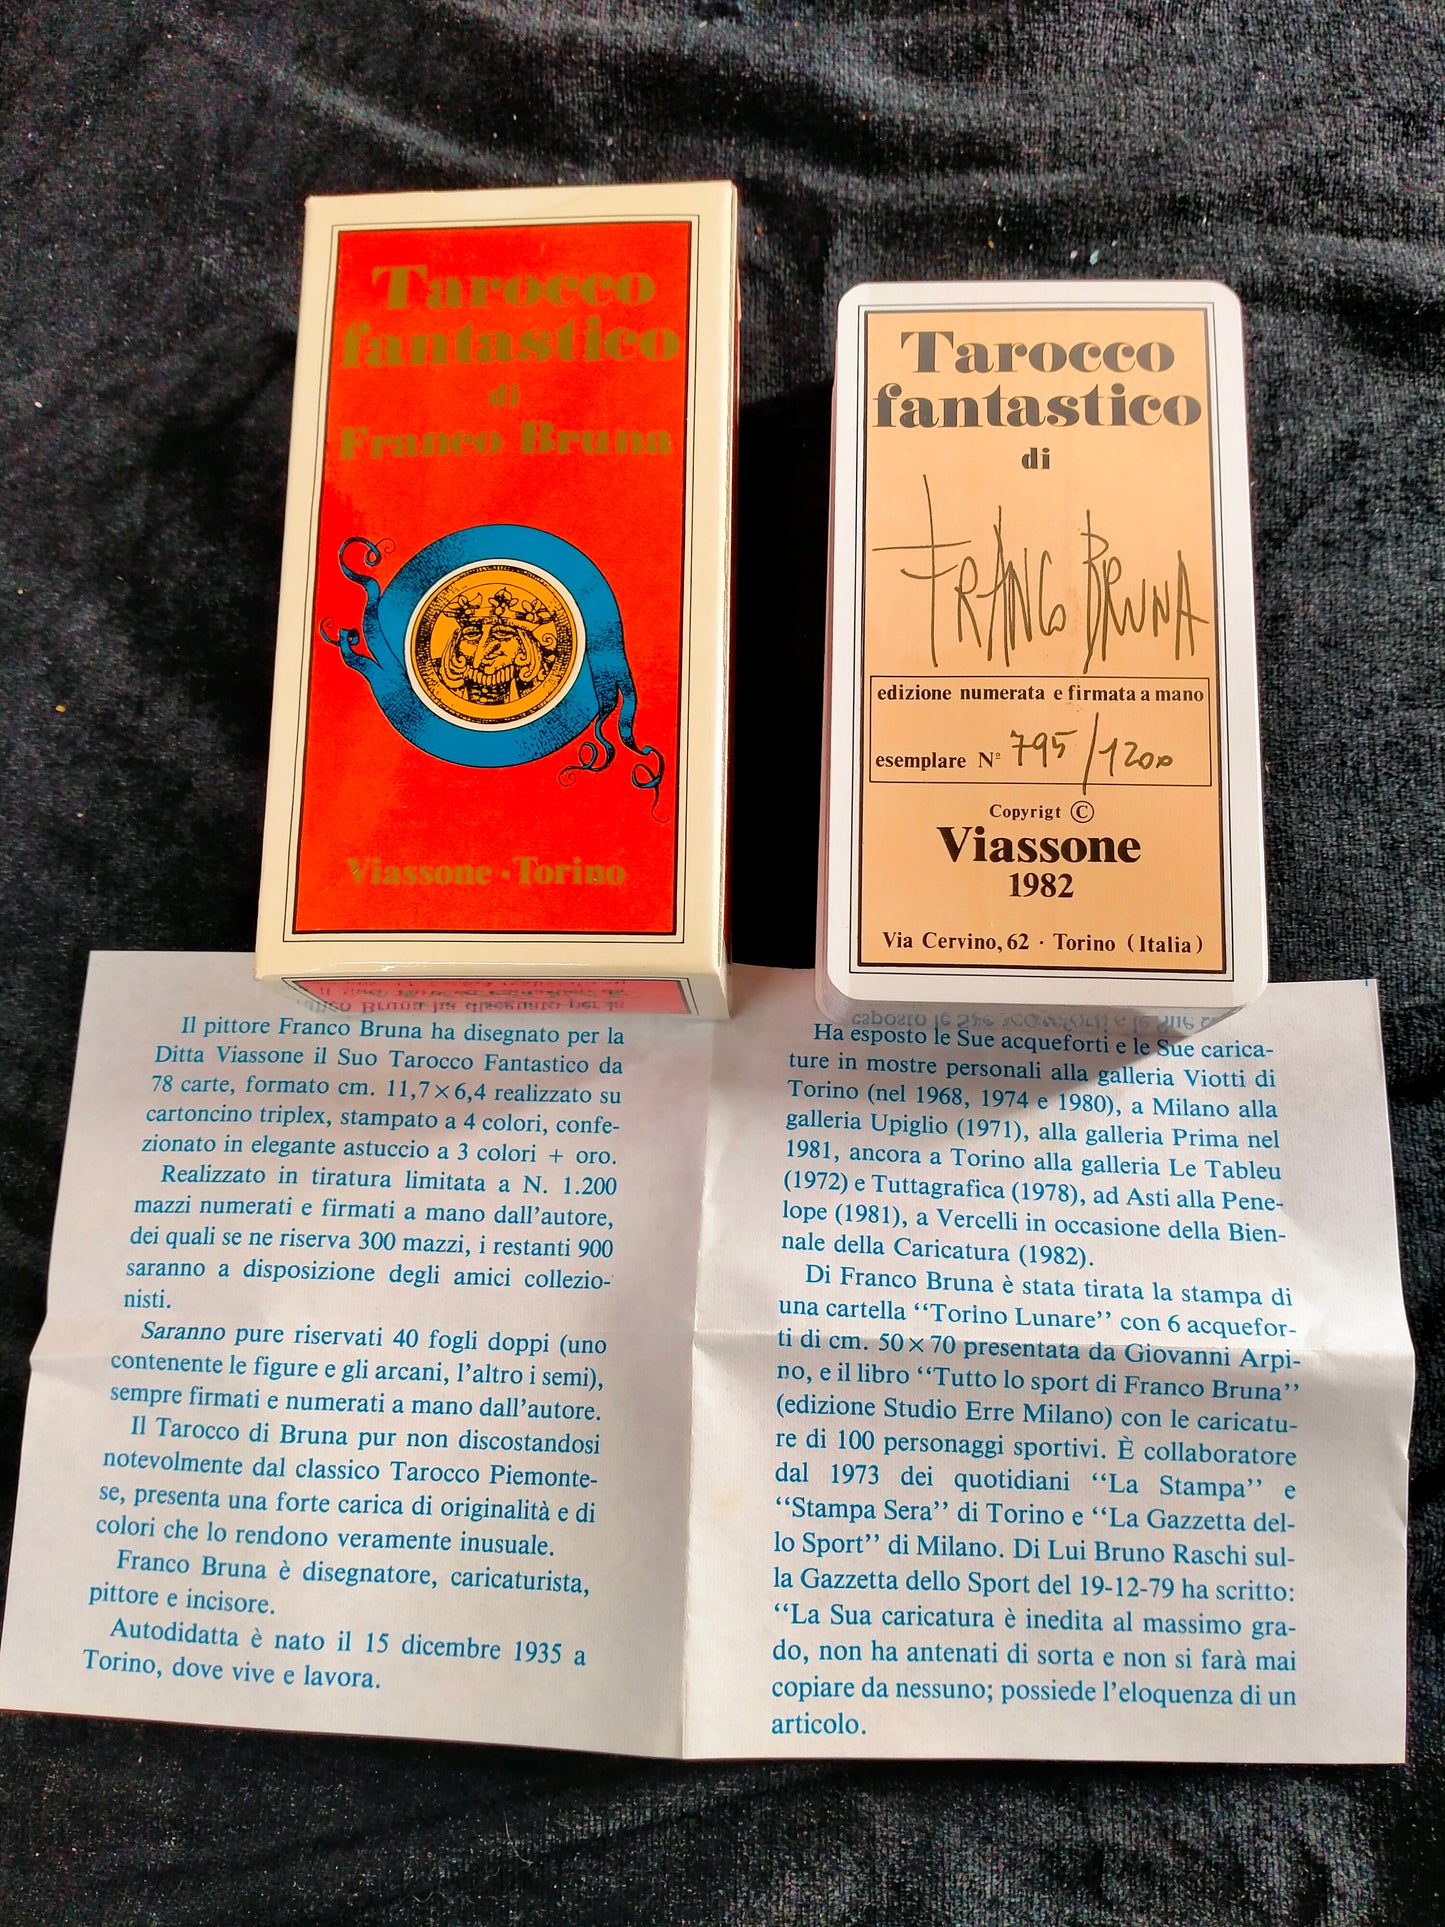 Tarocco
fantastico
di
Franco Bruna
Viassone · Torino
Tarocco
fantastico
di
FRANCO BRUNA
edizione numerata e firmata a mano
esemplare Nº 795/1200
Copyrigt ©
Viassone
1982
Via Cervino, 62 · Torino (Italia)
Il pittore Franco Bruna ha disegnato per la
Ditta Viassone il Suo Tarocco Fantastico da
78 carte, formato cm. 11,7×6,4 realizzato su
cartoncino triplex, stampato a 4 colori, confe-
zionato in elegante astuccio a 3 colori + oro.
Realizzato in tiratura limitata a N. 1.200
mazzi numerati e firmati a mano dall'autore,
dei quali se ne riserva 300 mazzi, i restanti 900
saranno a disposizione degli amici collezio-
nisti.
Saranno pure riservati 40 fogli doppi (uno
contenente le figure e gli arcani, l'altro i semi),
sempre firmati e numerati a mano dall'autore.
Il Tarocco di Bruna pur non discostandosi
notevolmente dal classico Tarocco Piemonte-
se, presenta una forte carica di originalità e di
colori che lo rendono veramente inusuale.
Franco Bruna è disegnatore, caricaturista,
pittore e incisore.
Autodidatta è nato il 15 dicembre 1935 a
Torino, dove vive e lavora.
Ha esposto le Sue acqueforti e le Sue carica-
ture in mostre personali alla galleria Viotti di
Torino (nel 1968, 1974 e 1980), a Milano alla
galleria Upiglio (1971), alla galleria Prima nel
1981, ancora a Torino alla galleria Le Tableu
(1972) e Tuttagrafica (1978), ad Asti alla Pene-
lope (1981), a Vercelli in occasione della Bien-
nale della Caricatura (1982).
Di Franco Bruna è stata tirata la stampa di
una cartella ‘‘Torino Lunare’’ con 6 acquefor-
ti di cm. 50×70 presentata da Giovanni Arpi-
no, e il libro ‘‘Tutto lo sport di Franco Bruna’’
(edizione Studio Erre Milano) con le caricatu-
re di 100 personaggi sportivi. È collaboratore
dal 1973 dei quotidiani ‘‘La Stampa’’ e
‘‘Stampa Sera’’ di Torino e ‘‘La Gazzetta del-
lo Sport’’ di Milano. Di Lui Bruno Raschi sul-
la Gazzetta dello Sport del 19-12-79 ha scritto:
‘‘La Sua caricatura è inedita al massimo gra-
do, non ha antenati di sorta e non si farà mai
copiare da nessuno; possiede l'eloquenza di un
articolo.